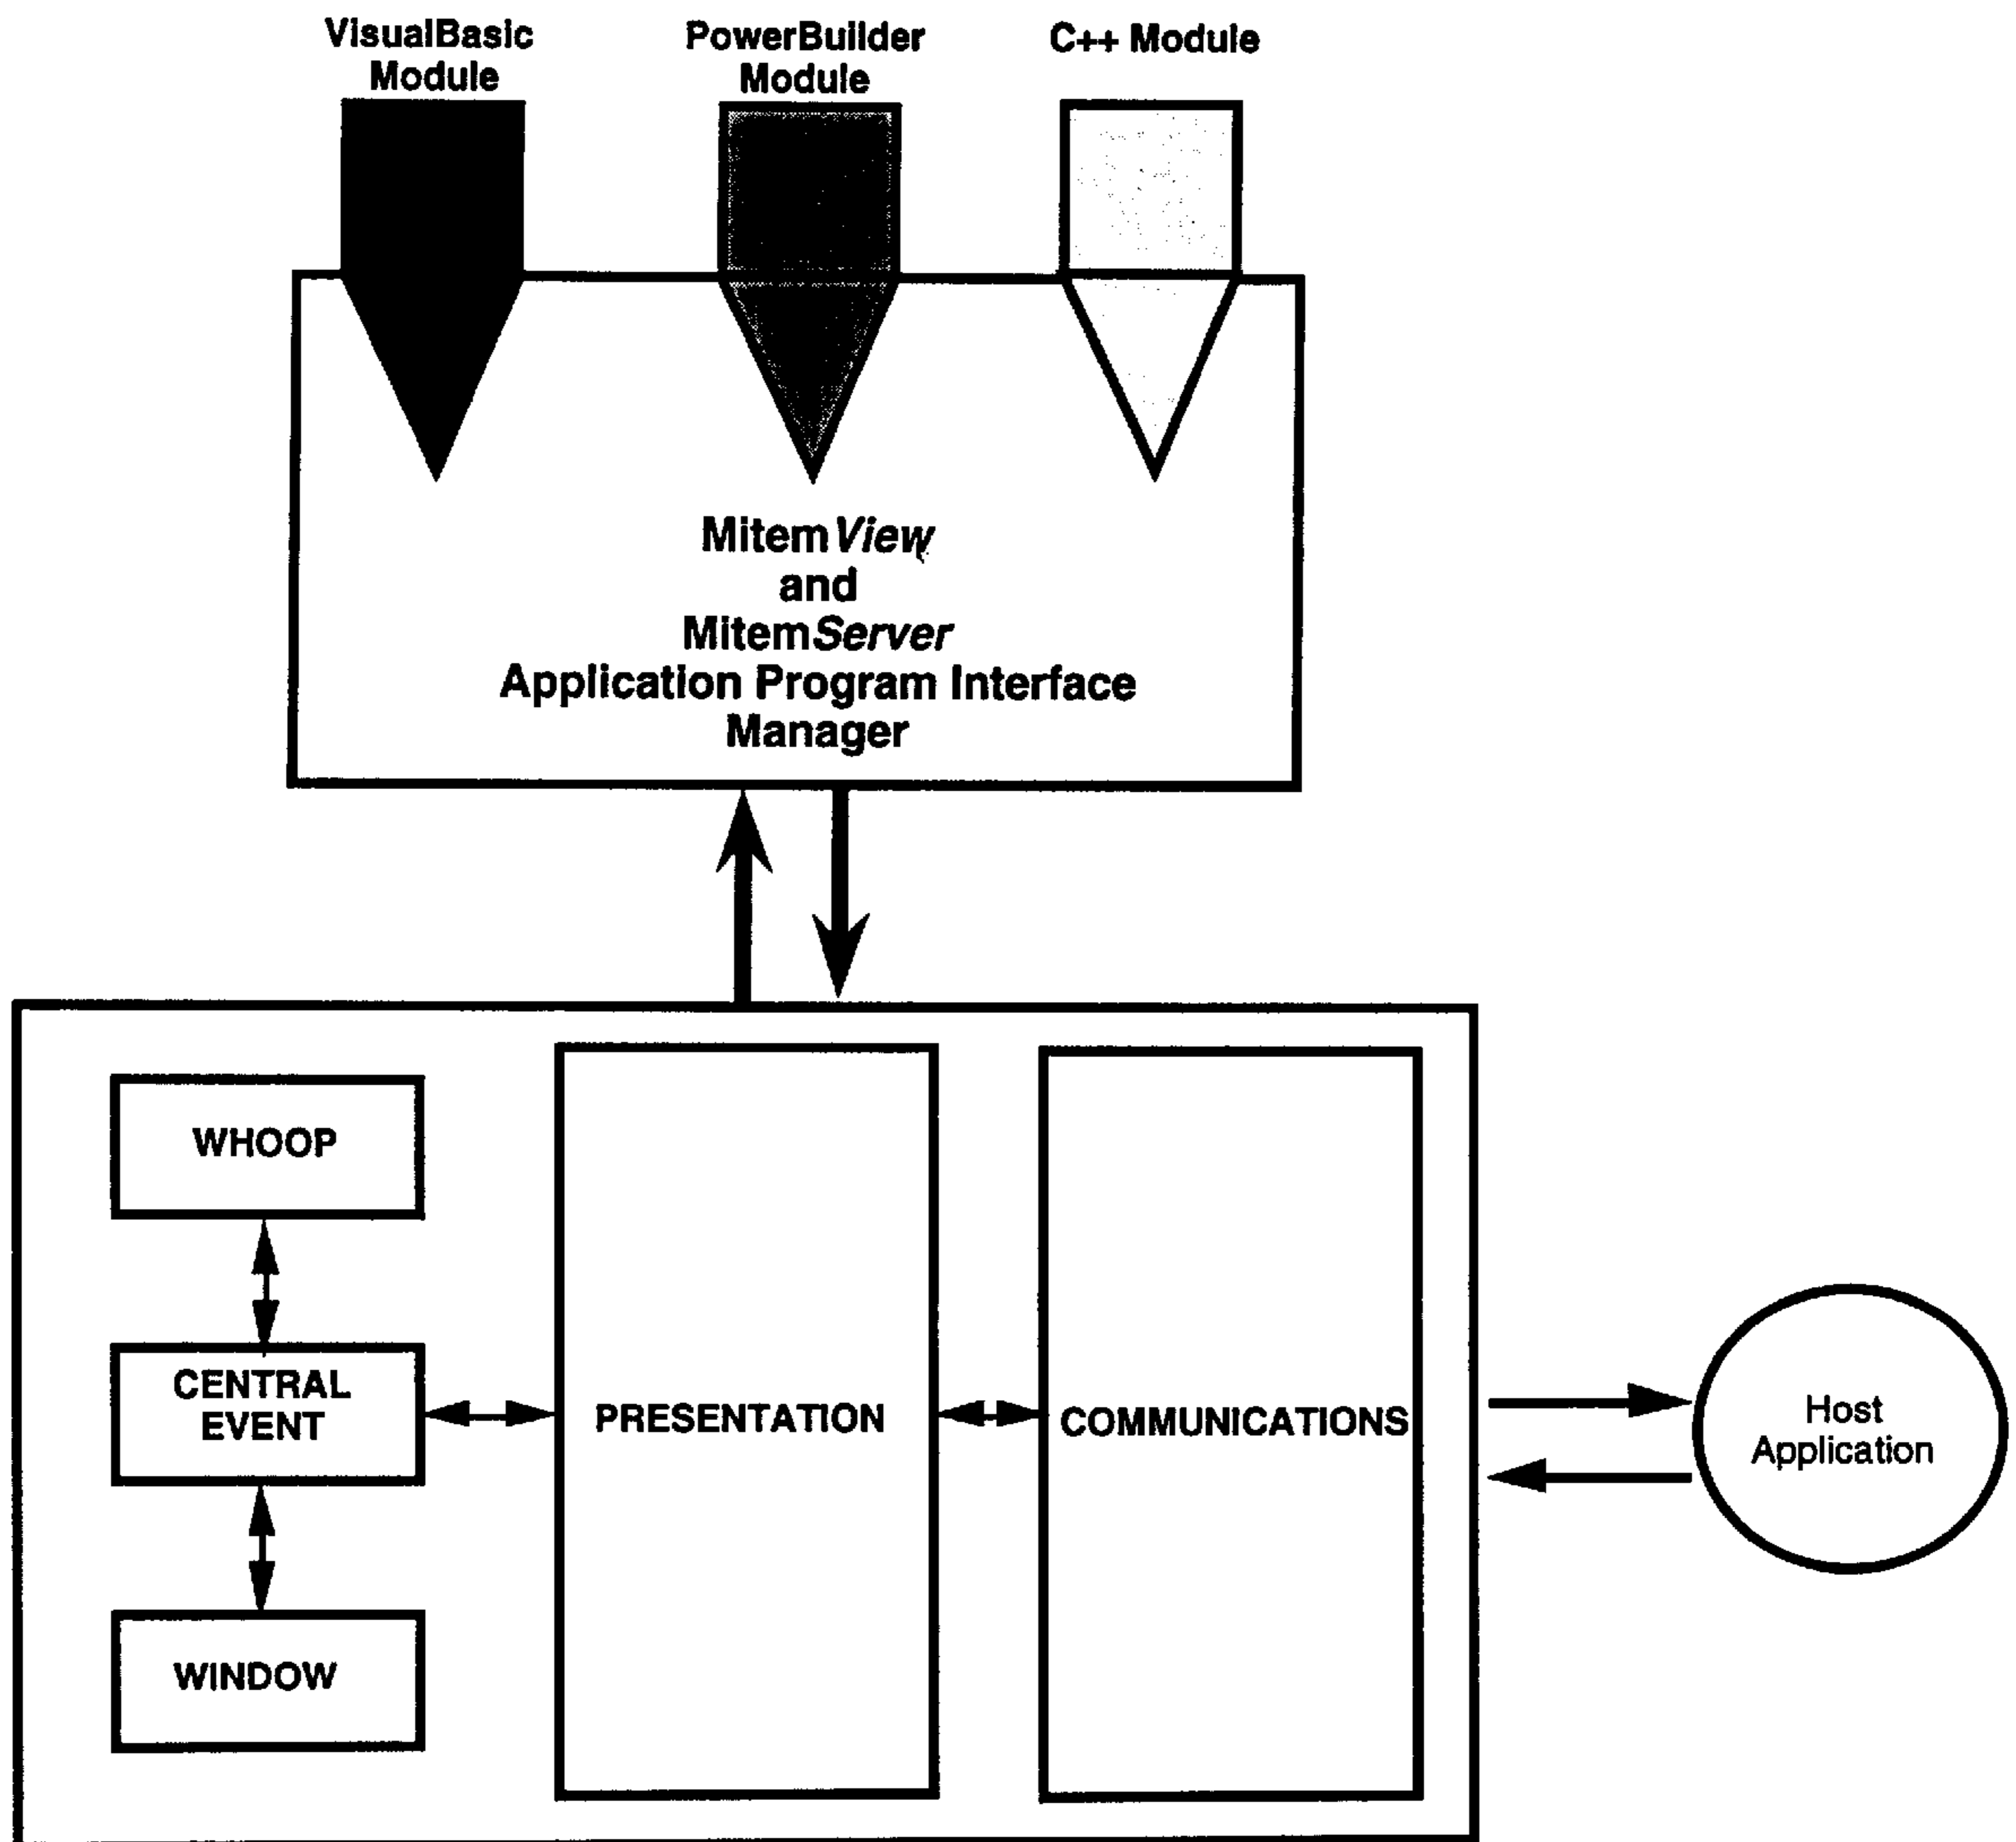 VisualBasic
Module
PowerBuilder
Module
C++ Module
MitemView
and
MitemServer
Application Program Interface
Manager
WHOOP
CENTRAL
EVENT
WINDOW
PRESENTATION
COMMUNICATIONS
Host
Application